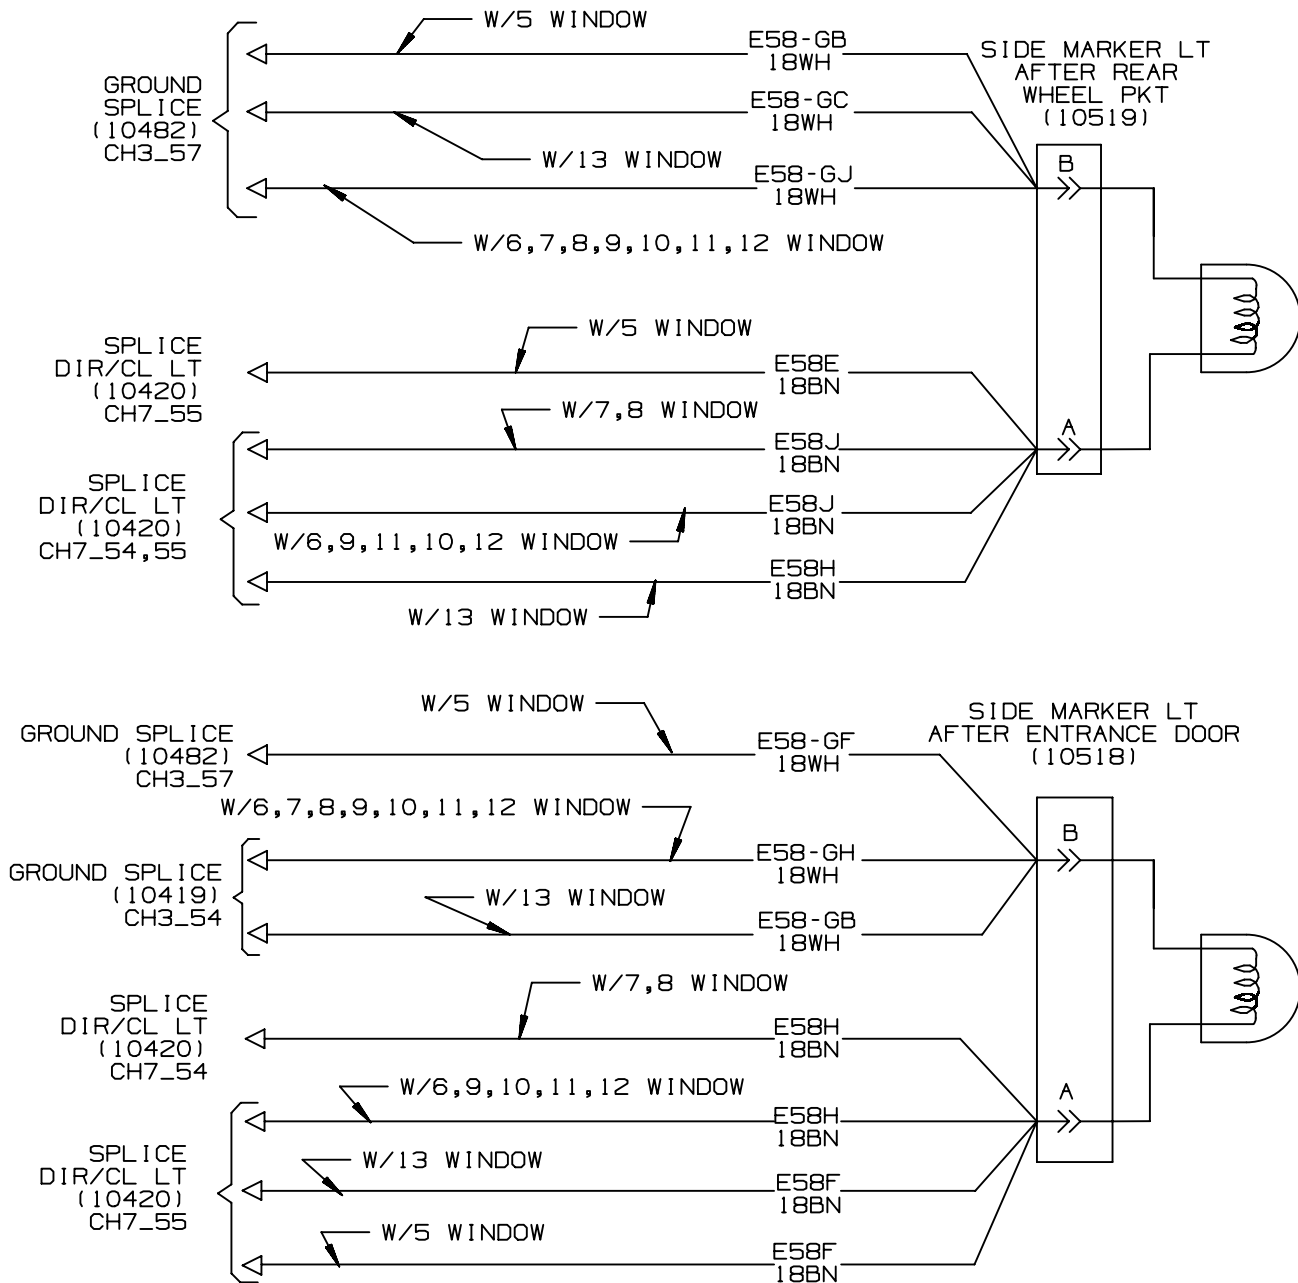 W/5 WINDOW
E58-GB
18WH
SIDE MARKER LT
AFTER REAR
WHEEL PKT
(10519)
GROUND
SPLICE
(10482)
CH3_57
E58-GC
18WH
W/13 WINDOW
B
E58-GJ
18WH
W/6,7,8,9,10,11,12 WINDOW
W/5 WINDOW
SPLICE
DIR/CL LT
(10420)
CH7_55
E58E
18BN
W/7,8 WINDOW
A
E58J
18BN
SPLICE
DIR/CL LT
(10420)
CH7_54,55
E58J
18BN
W/6,9,11,10,12 WINDOW
E58H
18BN
W/13 WINDOW
W/5 WINDOW
SIDE MARKER LT
AFTER ENTRANCE DOOR
(10518)
GROUND SPLICE
(10482)
CH3_57
E58-GF
18WH
W/6,7,8,9,10,11,12 WINDOW
B
E58-GH
18WH
GROUND SPLICE
(10419)
CH3_54
W/13 WINDOW
E58-GB
18WH
W/7,8 WINDOW
SPLICE
DIR/CL LT
(10420)
CH7_54
E58H
18BN
W/6,9,10,11,12 WINDOW
A
E58H
18BN
SPLICE
DIR/CL LT
(10420)
CH7_55
W/13 WINDOW
E58F
18BN
W/5 WINDOW
E58F
18BN